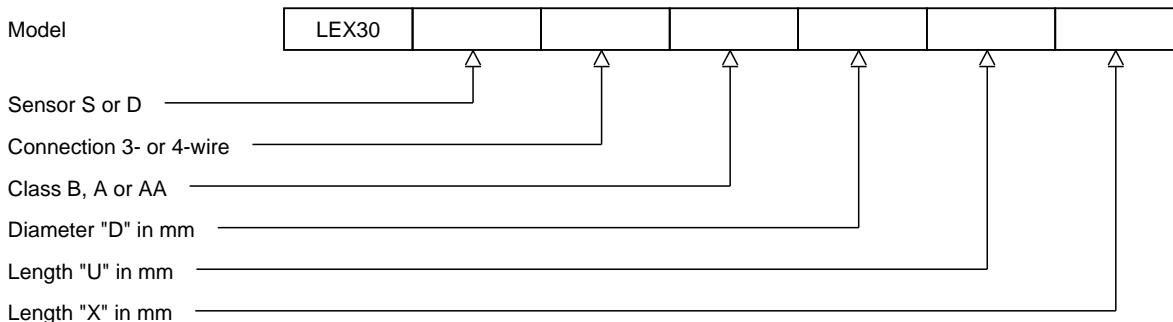 Model LEX30
Sensor S or D
Connection 3- or 4-wire
Class B, A or AA
Diameter "D" in mm
Length "U" in mm
Length "X" in mm